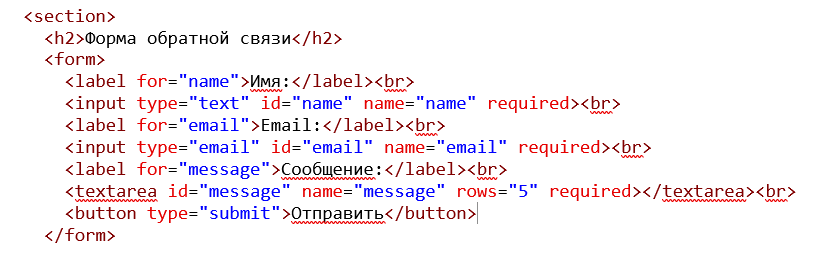 <section>
<h2>Форма обратной связи</h2>
<form>
<label for="name">Имя:</label><br>
<input type="text" id="name" name="name" required><br>
<label for="email">Email:</label><br>
<input type="email" id="email" name="email" required><br>
<label for="message">Сообщение:</label><br>
<textarea id="message" name="message" rows="5" required></textarea><br>
<button type="submit">Отправить</button>
</form>